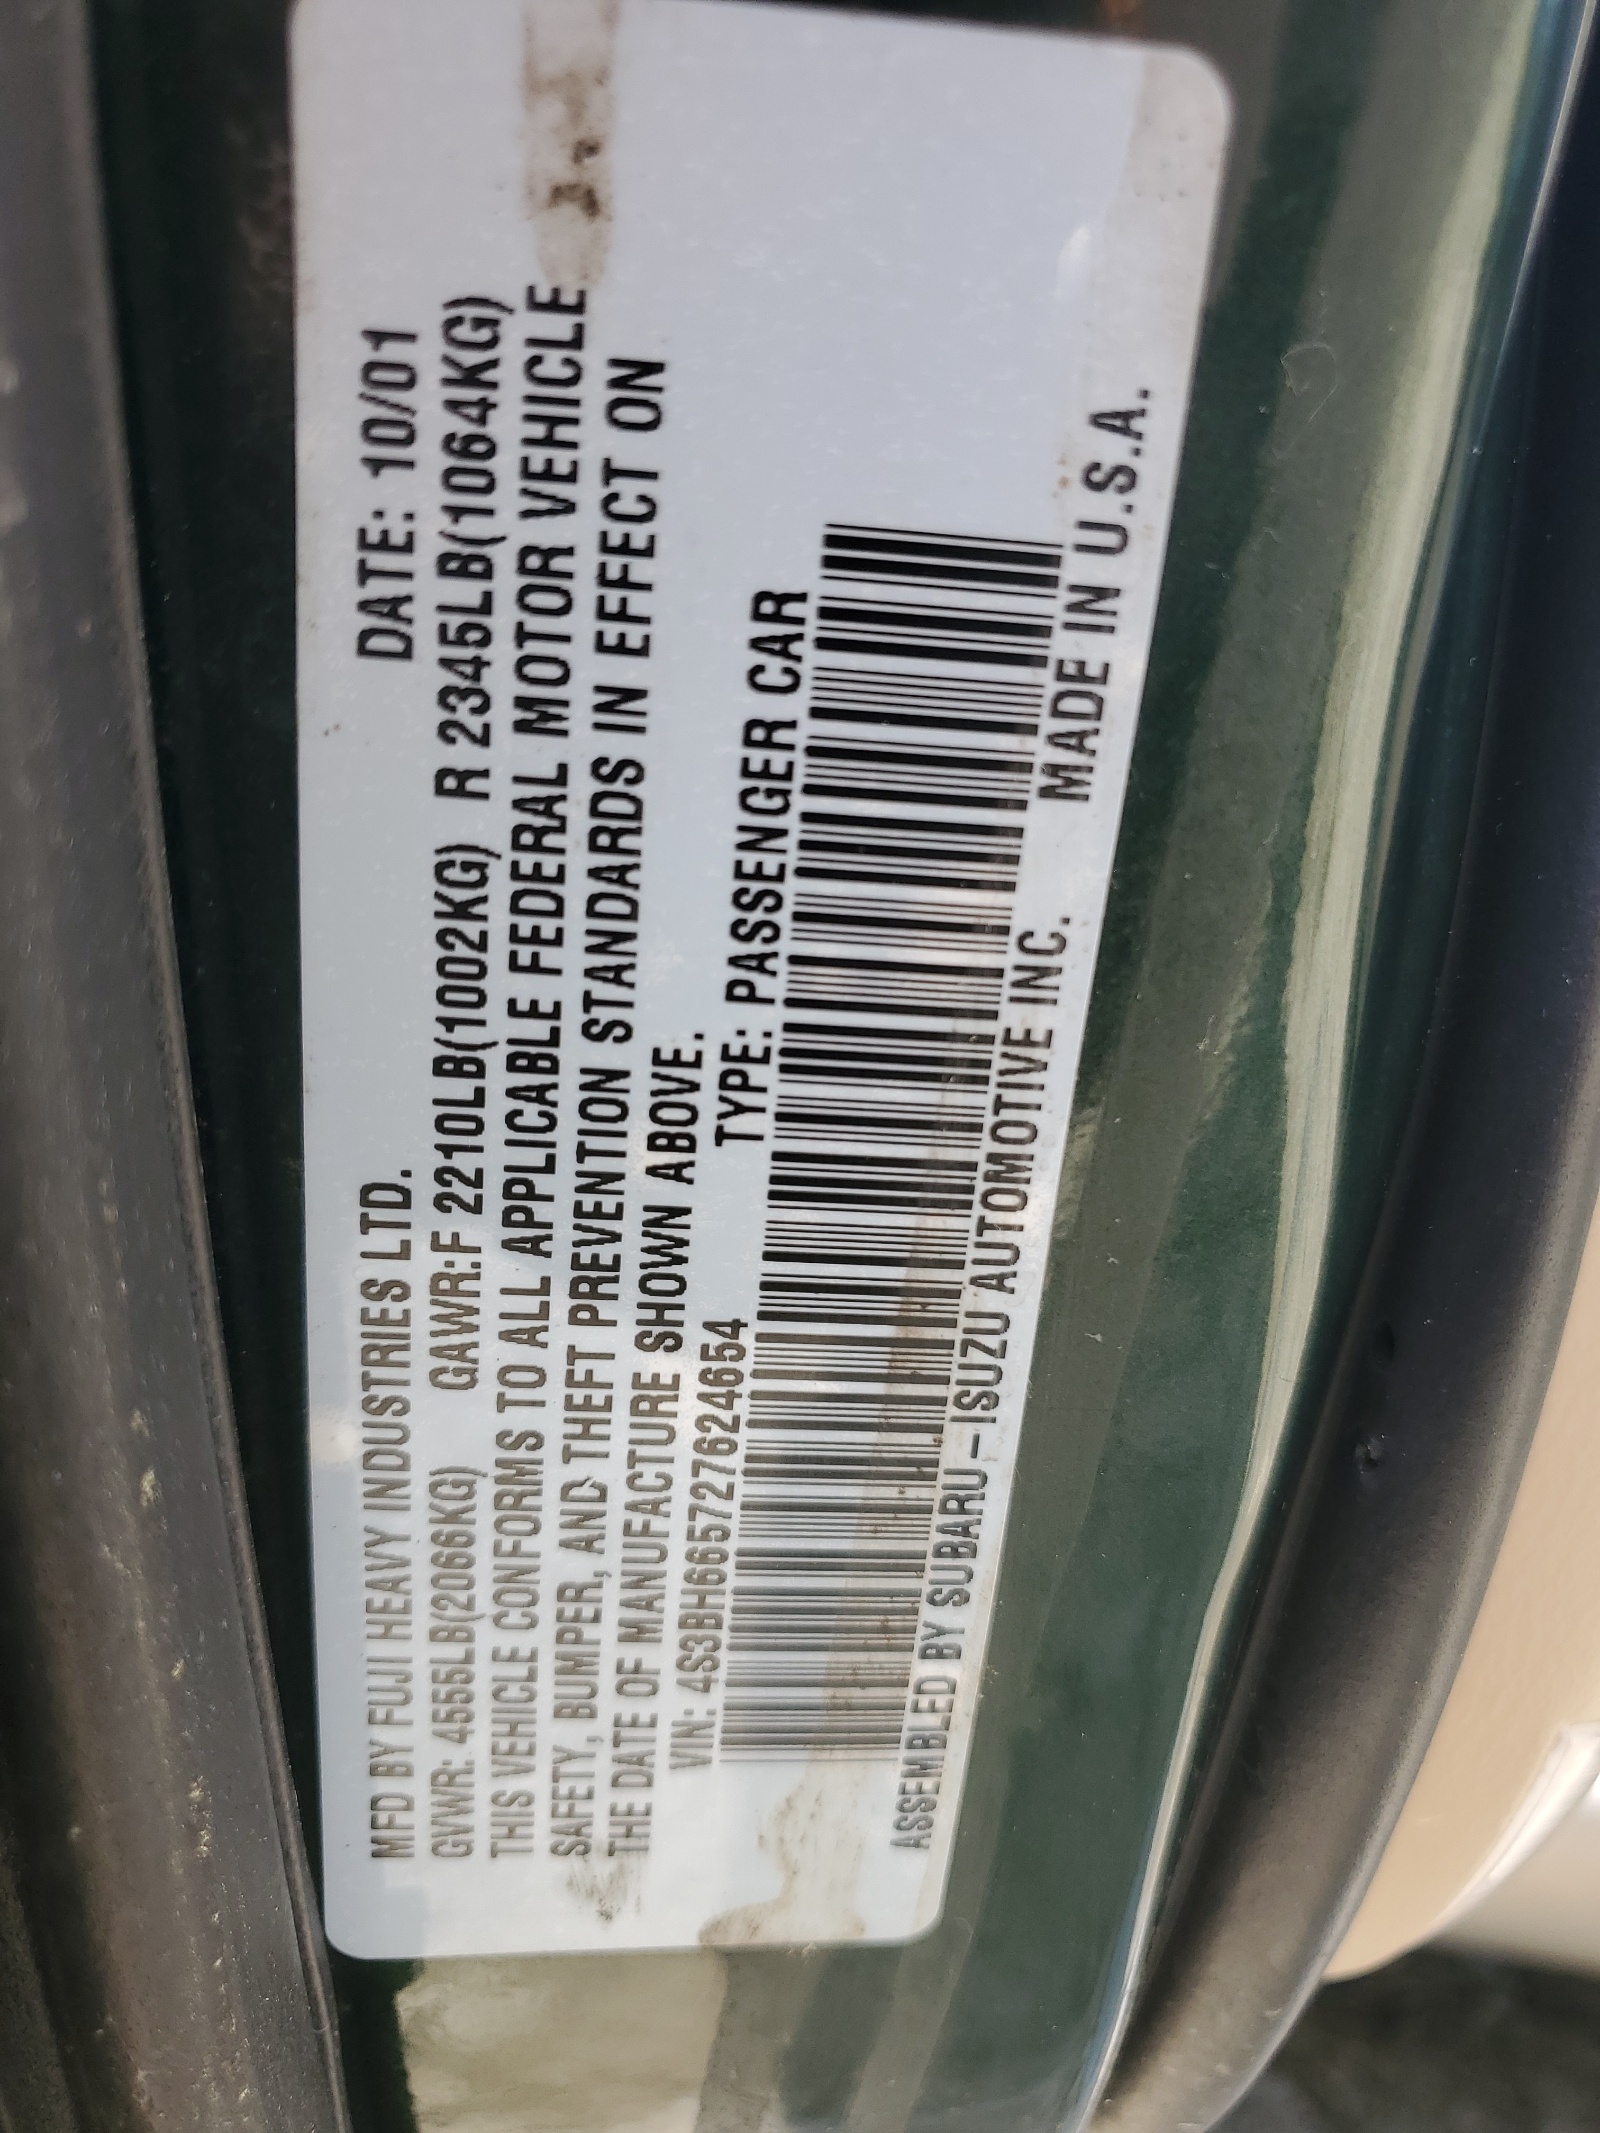 MFD BY FUJI HEAVY INDUSTRIES LTD. DATE: 10/01
GVWR: 4555LB(2066KG) GAWR:F 2210LB(1002KG) R 2345LB(1064KG)
THIS VEHICLE CONFORMS TO ALL APPLICABLE FEDERAL MOTOR VEHICLE
SAFETY, BUMPER, AND THEFT PREVENTION STANDARDS IN EFFECT ON
THE DATE OF MANUFACTURE SHOWN ABOVE.
VIN: 4S3BH665727624654 TYPE: PASSENGER CAR
ASSEMBLED BY SUBARU-ISUZU AUTOMOTIVE INC. MADE IN U.S.A.